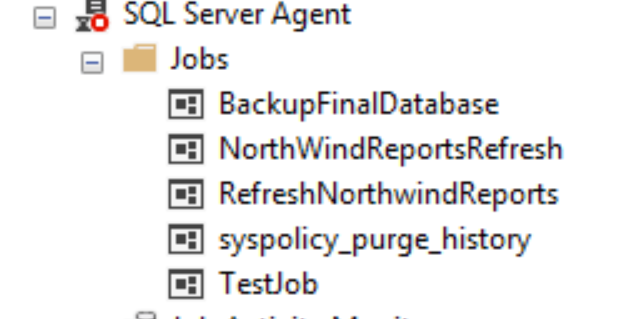 SQL Server Agent
Jobs
BackupFinalDatabase
NorthWindReportsRefresh
RefreshNorthwindReports
syspolicy_purge_history
TestJob